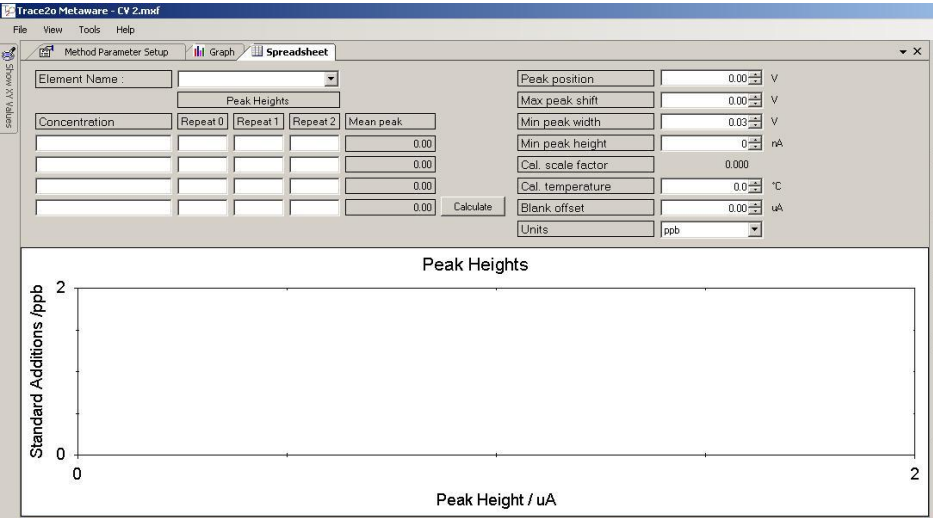 Trace2o Metaware - CV 2.mxf
File View Tools Help
Show XY Values
Method Parameter Setup Graph Spreadsheet
Element Name :
Peak Heights
Concentration Repeat 0 Repeat 1 Repeat 2 Mean peak
0.00
0.00
0.00
0.00 Calculate
Peak position 0.00 V
Max peak shift 0.00 V
Min peak width 0.03 V
Min peak height 0 nA
Cal. scale factor 0.000
Cal. temperature 0.0 °C
Blank offset 0.00 uA
Units ppb
Peak Heights
Standard Additions /ppb
2
0
0 2
Peak Height / uA